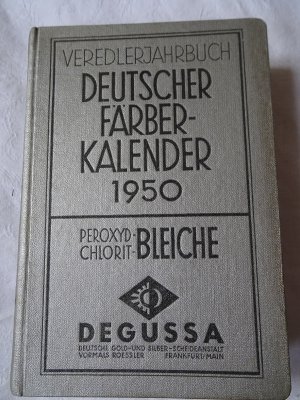 VEREDLERJAHRBUCH
DEUTSCHER
FÄRBER-
KALENDER
1950
PEROXYD-
CHLORIT-BLEICHE
DEGUSSA
DEUTSCHE GOLD-UND SILBER-SCHEIDEANSTALT
VORMALS ROESSLER FRANKFURT/MAIN